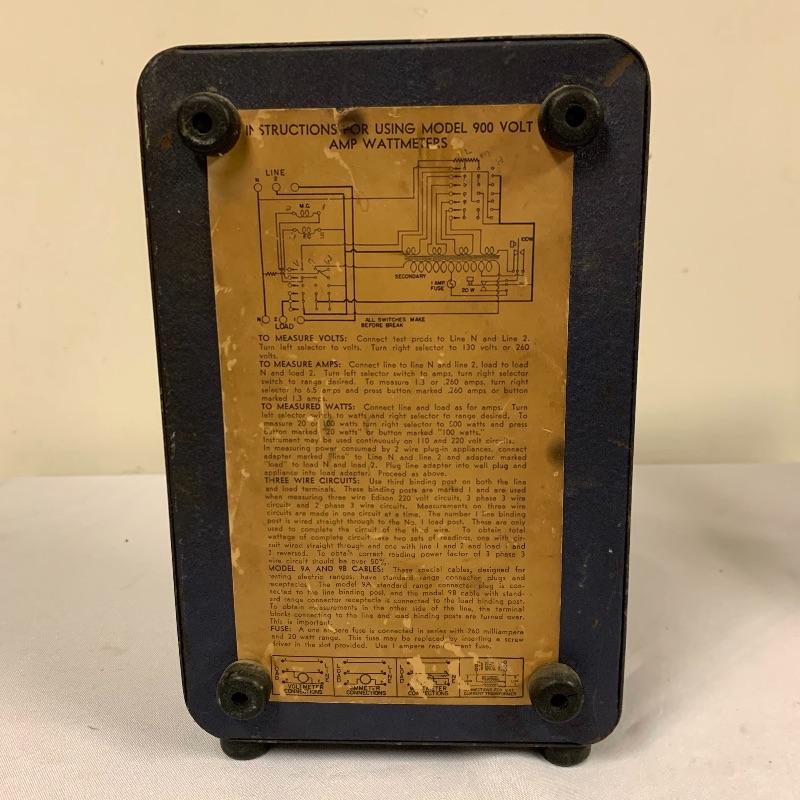 INSTRUCTIONS FOR USING MODEL 900 VOLT
AMP WATTMETERS
LINE
N 2
M.G.
SECONDARY
1 AMP
FUSE
20 W
100W
N 2 1
LOAD
ALL SWITCHES MAKE
BEFORE BREAK
TO MEASURE VOLTS: Connect test prods to Line N and Line 2.
Turn left selector to volts. Turn right selector to 130 volts or 260
volts.
TO MEASURE AMPS: Connect line to line N and line 2, load to load
N and load 2. Turn left selector switch to amps, turn right selector
switch to range desired. To measure 1.3 or .260 amps, turn right
selector to 6.5 amps and press button marked .260 amps or button
marked 1.3 amps.
TO MEASURED WATTS: Connect line and load as for amps. Turn
left selector switch to watts and right selector to range desired. To
measure 20 or 100 watts turn right selector to 500 watts and press
button marked "20 watts" or button marked "100 watts."
Instrument may be used continuously on 110 and 220 volt circuits.
In measuring power consumed by 2 wire plug-in appliances, connect
adapter marked "line" to Line N and line 2 and adapter marked
"load" to load N and load 2. Plug line adapter into wall plug and
appliance into load adapter. Proceed as above.
THREE WIRE CIRCUITS: Use third binding post on both the line
and load terminals. These binding posts are marked 1 and are used
when measuring three wire Edison 220 volt circuits, 3 phase 3 wire
circuits and 2 phase 3 wire circuits. Measurements on three wire
circuits are made in one circuit at a time. The number 1 line binding
post is wired straight through to the No. 1 load post. These are only
used to complete the circuit of the third wire. To obtain total
wattage of complete circuit take two sets of readings, one with cir-
cuit wired straight through and one with line 1 and 2 and load 1 and
2 reversed. To obtain correct reading power factor of 3 phase 3
wire circuit should be over 50%.
MODEL 9A AND 9B CABLES: These special cables, designed for
testing electric ranges, have standard range connector plugs and
receptacles. The model 9A standard range connector plug is con-
nected to the line binding post, and the model 9B cable with stand-
ard range connector receptacle is connected to the load binding post.
To obtain measurements in the other side of the line, the terminal
blocks connecting to the line and load binding posts are turned over.
This is important.
FUSE: A one ampere fuse is connected in series with 260 milliampere
and 20 watt range. This fuse may be replaced by inserting a screw
driver in the slot provided. Use 1 ampere replacement fuse.
LOAD LINE
VOLTMETER
CONNECTIONS
LOAD LINE
AMMETER
CONNECTIONS
LOAD LINE
CONNECTIONS
CURRENT TRANSFORMER